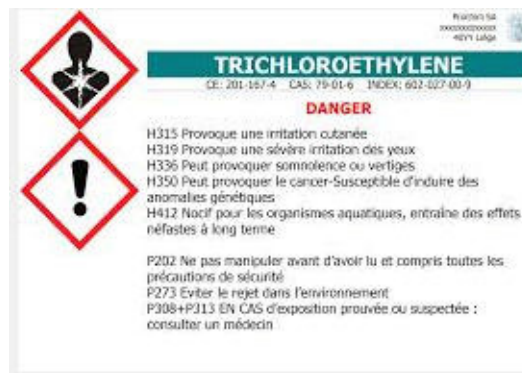 TRICHLOROETHYLENE
CE: 201-167-4 CAS: 79-01-6 INDEX: 602-027-00-9
DANGER
H315 Provoque une irritation cutanée
H319 Provoque une sévère irritation des yeux
H336 Peut provoquer somnolence ou vertiges
H350 Peut provoquer le cancer-Susceptible d'induire des
anomalies génétiques
H412 Nocif pour les organismes aquatiques, entraîne des effets
néfastes à long terme
P202 Ne pas manipuler avant d'avoir lu et compris toutes les
précautions de sécurité
P273 Eviter le rejet dans l'environnement
P308+P313 EN CAS d'exposition prouvée ou suspectée :
consulter un médecin